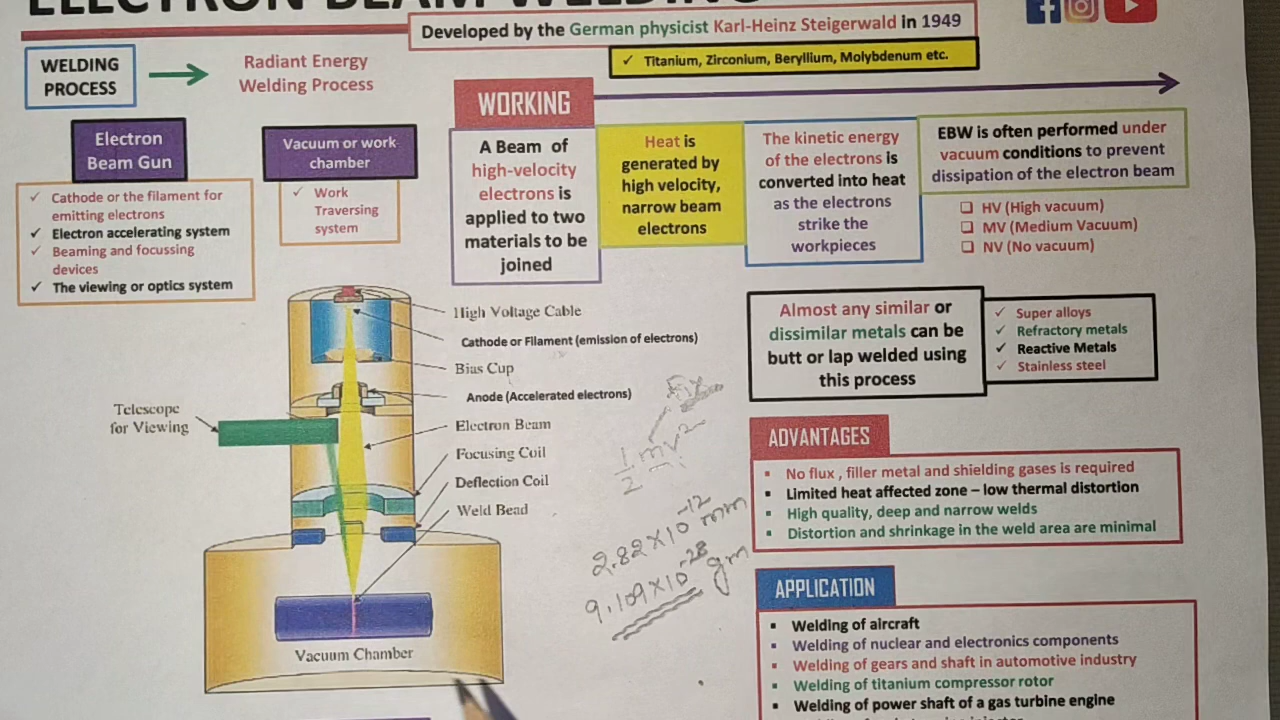 ELECTRON BEAM WELDING
Developed by the German physicist Karl-Heinz Steigerwald in 1949
WELDING
PROCESS
Radiant Energy
Welding Process
✓ Titanium, Zirconium, Beryllium, Molybdenum etc.
WORKING
Electron
Beam Gun
✓ Cathode or the filament for
emitting electrons
✓ Electron accelerating system
✓ Beaming and focussing
devices
✓ The viewing or optics system
Vacuum or work
chamber
✓ Work
Traversing
system
A Beam of
high-velocity
electrons is
applied to two
materials to be
joined
Heat is
generated by
high velocity,
narrow beam
electrons
The kinetic energy
of the electrons is
converted into heat
as the electrons
strike the
workpieces
EBW is often performed under
vacuum conditions to prevent
dissipation of the electron beam
❑ HV (High vacuum)
❑ MV (Medium Vacuum)
❑ NV (No vacuum)
High Voltage Cable
Cathode or Filament (emission of electrons)
Bias Cup
Anode (Accelerated electrons)
Telescope
for Viewing
Electron Beam
Focusing Coil
Deflection Coil
Weld Bead
Vacuum Chamber
1/2 mv²
2.82×10⁻¹² mm
9.109×10⁻²⁸ gm
Almost any similar or
dissimilar metals can be
butt or lap welded using
this process
✓ Super alloys
✓ Refractory metals
✓ Reactive Metals
✓ Stainless steel
ADVANTAGES
▪ No flux , filler metal and shielding gases is required
▪ Limited heat affected zone – low thermal distortion
▪ High quality, deep and narrow welds
▪ Distortion and shrinkage in the weld area are minimal
APPLICATION
▪ Welding of aircraft
▪ Welding of nuclear and electronics components
▪ Welding of gears and shaft in automotive industry
▪ Welding of titanium compressor rotor
▪ Welding of power shaft of a gas turbine engine